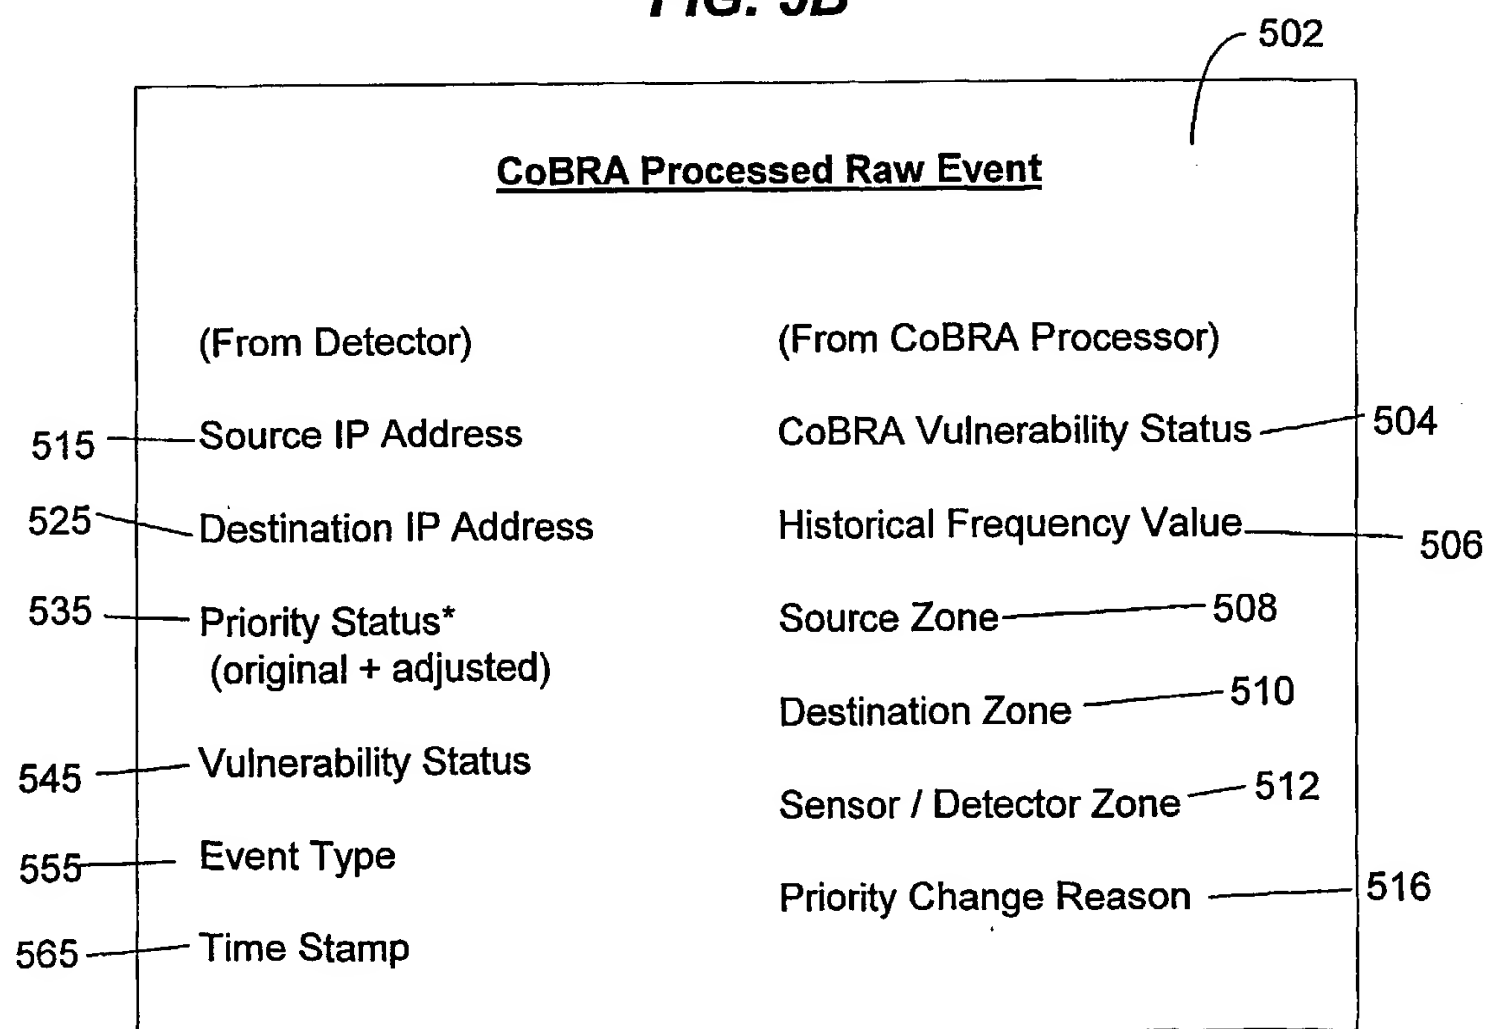 FIG. 5B
502
CoBRA Processed Raw Event
(From Detector) (From CoBRA Processor)
515 Source IP Address CoBRA Vulnerability Status 504
525 Destination IP Address Historical Frequency Value 506
535 Priority Status* Source Zone 508
(original + adjusted)
Destination Zone 510
545 Vulnerability Status
Sensor / Detector Zone 512
555 Event Type
Priority Change Reason 516
565 Time Stamp